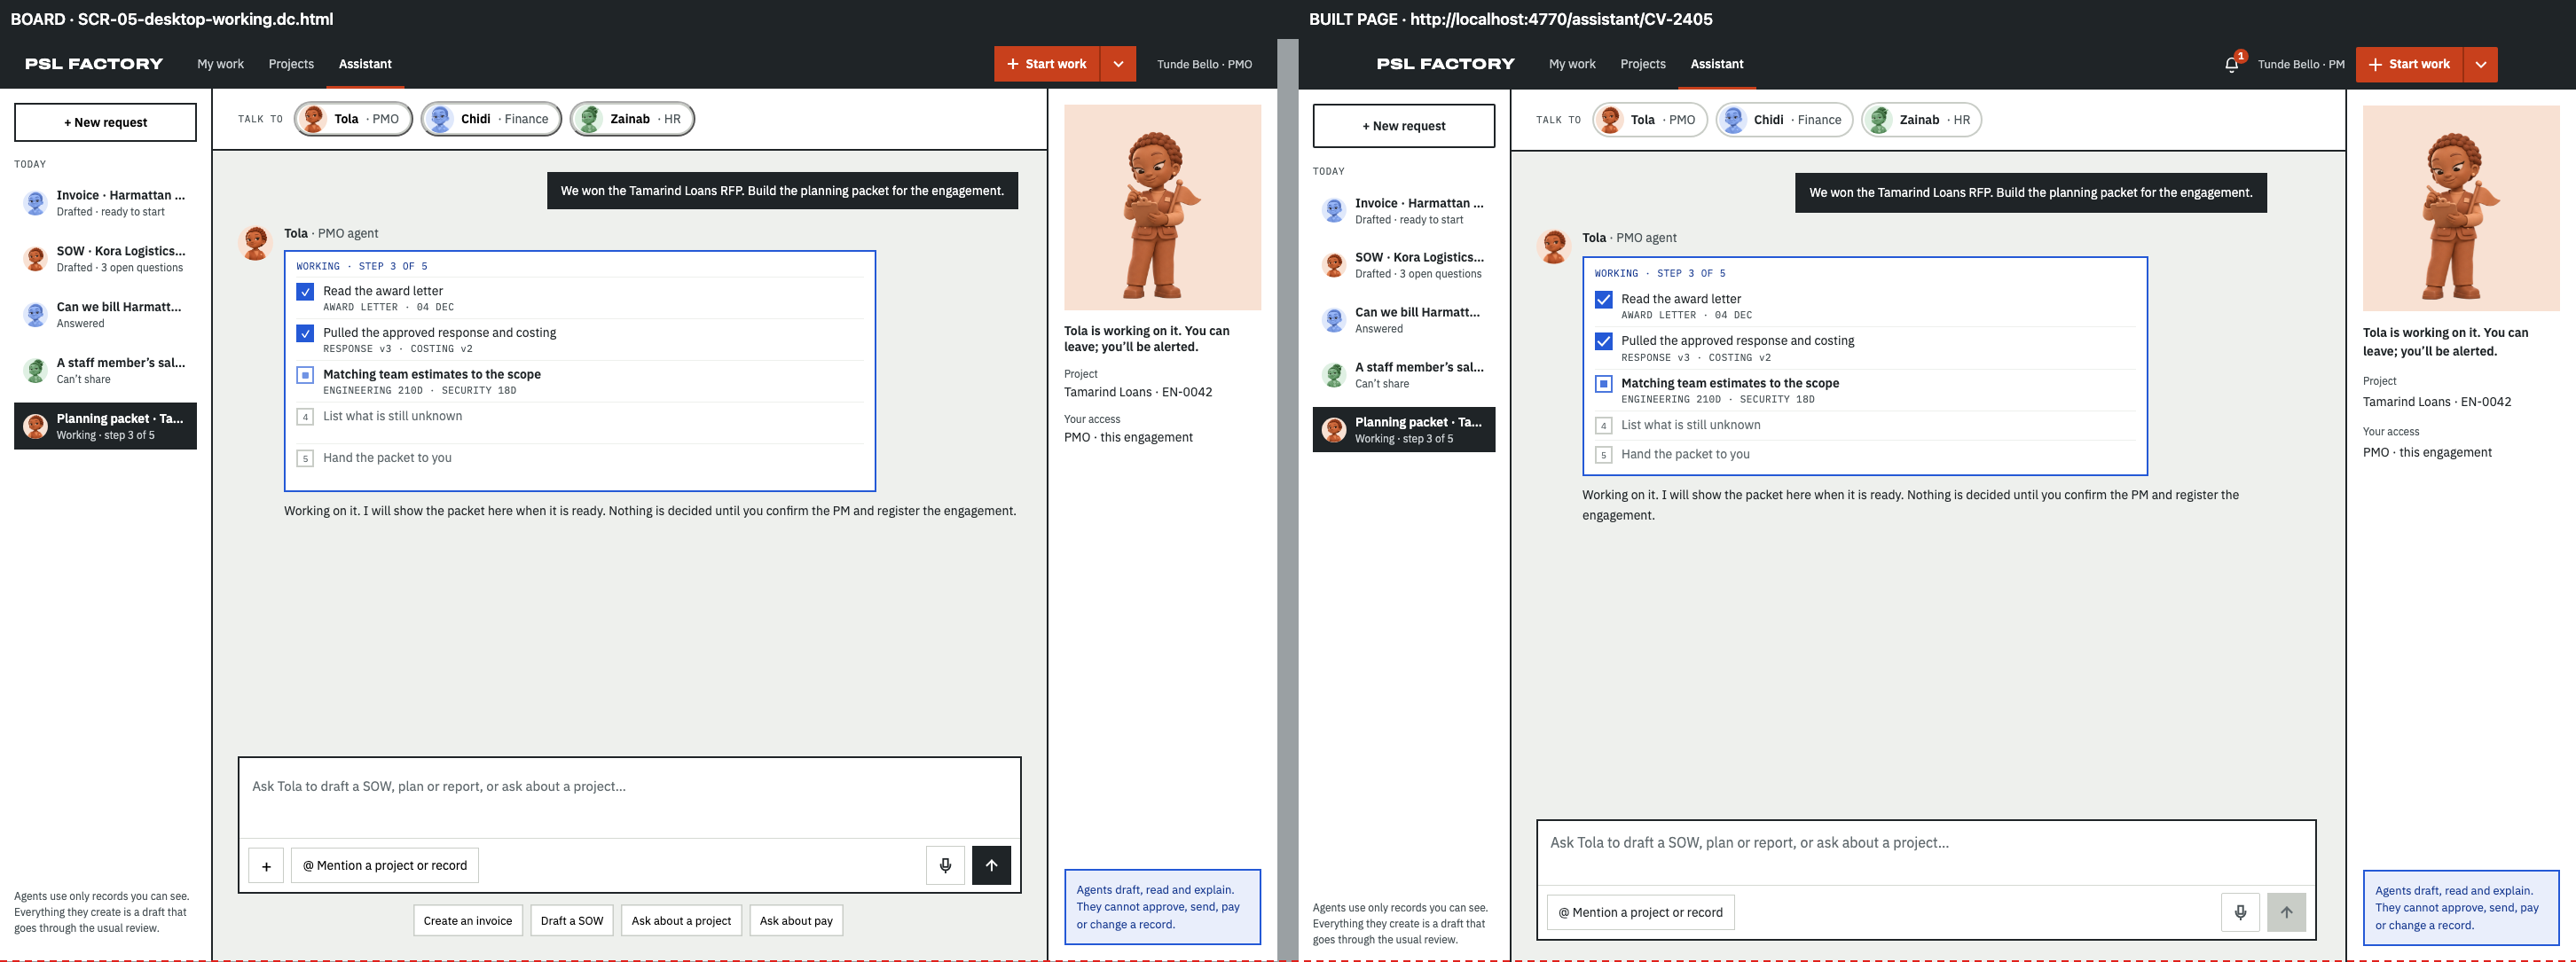 BOARD · SCR-05-desktop-working.dc.html
PSL FACTORY
My work
Projects
Assistant
+ Start work
Tunde Bello · PMO
+ New request
TODAY
Invoice · Harmattan ...
Drafted · ready to start
SOW · Kora Logistics...
Drafted · 3 open questions
Can we bill Harmatt...
Answered
A staff member’s sal...
Can’t share
Planning packet · Ta...
Working · step 3 of 5
Agents use only records you can see.
Everything they create is a draft that
goes through the usual review.
TALK TO
Tola · PMO
Chidi · Finance
Zainab · HR
We won the Tamarind Loans RFP. Build the planning packet for the engagement.
Tola · PMO agent
WORKING · STEP 3 OF 5
Read the award letter
AWARD LETTER · 04 DEC
Pulled the approved response and costing
RESPONSE v3 · COSTING v2
Matching team estimates to the scope
ENGINEERING 210D · SECURITY 18D
4 List what is still unknown
5 Hand the packet to you
Working on it. I will show the packet here when it is ready. Nothing is decided until you confirm the PM and register the engagement.
Ask Tola to draft a SOW, plan or report, or ask about a project...
+
@ Mention a project or record
Create an invoice
Draft a SOW
Ask about a project
Ask about pay
Tola is working on it. You can
leave; you’ll be alerted.
Project
Tamarind Loans · EN-0042
Your access
PMO · this engagement
Agents draft, read and explain.
They cannot approve, send, pay
or change a record.
BUILT PAGE · http://localhost:4770/assistant/CV-2405
PSL FACTORY
My work
Projects
Assistant
1
Tunde Bello · PM
+ Start work
+ New request
TODAY
Invoice · Harmattan ...
Drafted · ready to start
SOW · Kora Logistics...
Drafted · 3 open questions
Can we bill Harmatt...
Answered
A staff member’s sal...
Can’t share
Planning packet · Ta...
Working · step 3 of 5
Agents use only records you can see.
Everything they create is a draft that
goes through the usual review.
TALK TO
Tola · PMO
Chidi · Finance
Zainab · HR
We won the Tamarind Loans RFP. Build the planning packet for the engagement.
Tola · PMO agent
WORKING · STEP 3 OF 5
Read the award letter
AWARD LETTER · 04 DEC
Pulled the approved response and costing
RESPONSE v3 · COSTING v2
Matching team estimates to the scope
ENGINEERING 210D · SECURITY 18D
4 List what is still unknown
5 Hand the packet to you
Working on it. I will show the packet here when it is ready. Nothing is decided until you confirm the PM and register the
engagement.
Ask Tola to draft a SOW, plan or report, or ask about a project...
@ Mention a project or record
Tola is working on it. You can
leave; you’ll be alerted.
Project
Tamarind Loans · EN-0042
Your access
PMO · this engagement
Agents draft, read and explain.
They cannot approve, send, pay
or change a record.